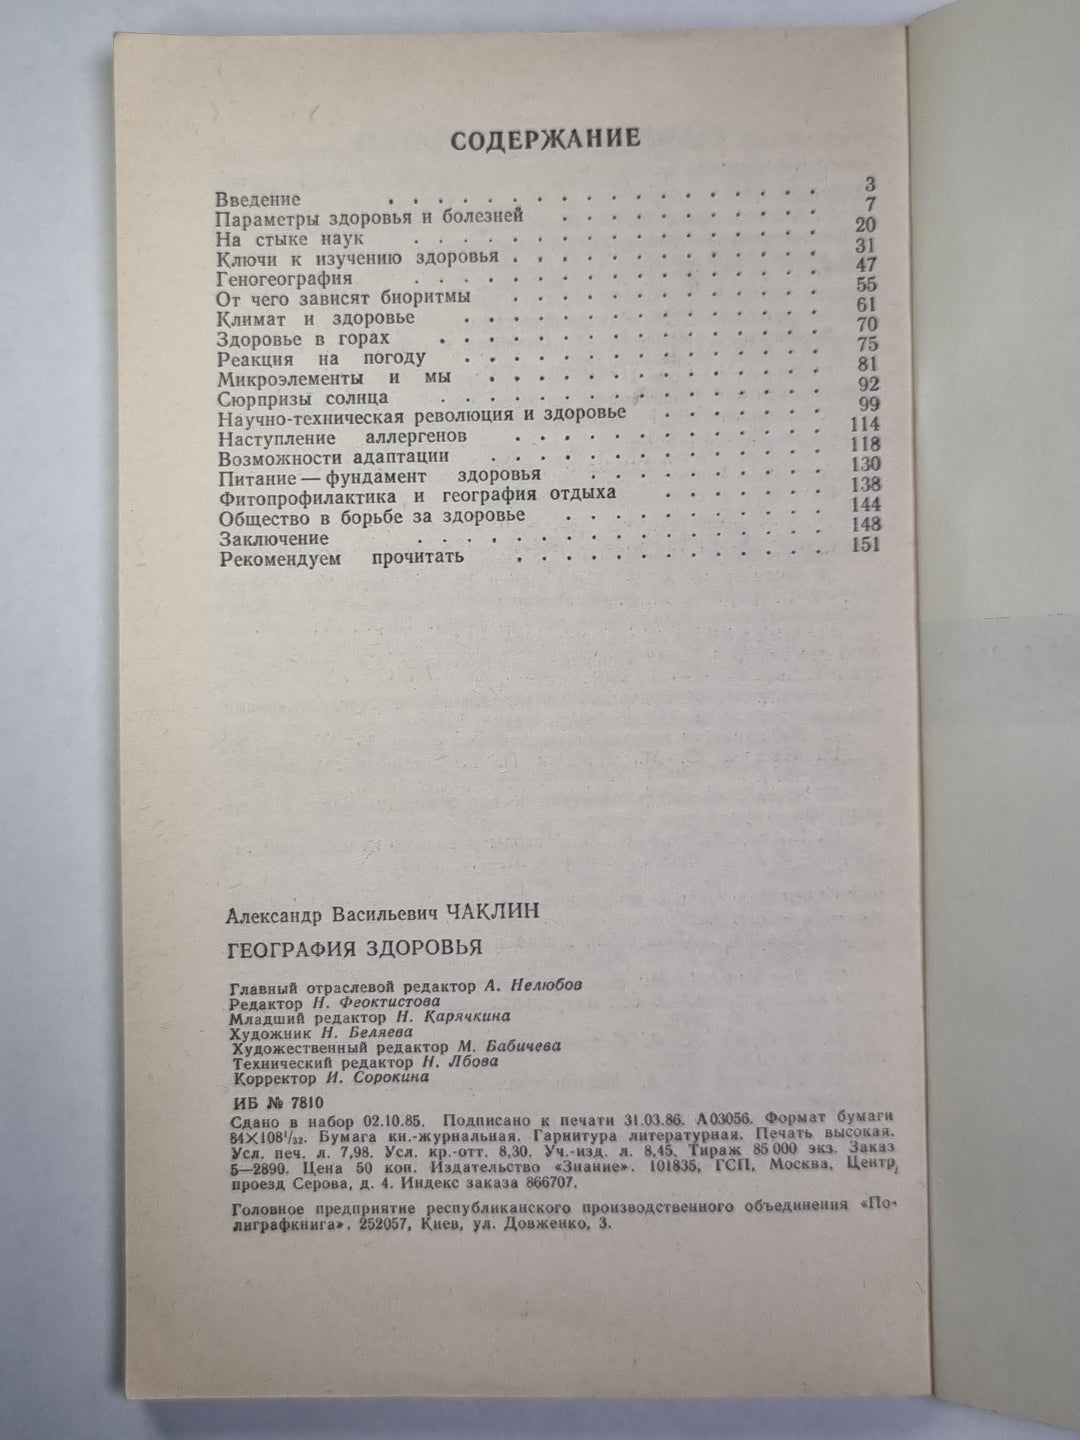 СОДЕРЖАНИЕ
Введение 3
Параметры здоровья и болезней 7
На стыке наук 20
Ключи к изучению здоровья 31
Геногеография 47
От чего зависят биоритмы 55
Климат и здоровье 61
Здоровье в горах 70
Реакция на погоду 75
Микроэлементы и мы 81
Сюрпризы солнца 92
Научно-техническая революция и здоровье 99
Наступление аллергенов 114
Возможности адаптации 118
Питание — фундамент здоровья 130
Фитопрофилактика и география отдыха 138
Общество в борьбе за здоровье 144
Заключение 148
Рекомендуем прочитать 151
Александр Васильевич ЧАКЛИН
ГЕОГРАФИЯ ЗДОРОВЬЯ
Главный отраслевой редактор А. Нелюбов
Редактор Н. Феоктистова
Младший редактор Н. Карячкина
Художник Н. Беляева
Художественный редактор М. Бабичева
Технический редактор Н. Лбова
Корректор И. Сорокина
ИБ № 7810
Сдано в набор 02.10.85. Подписано к печати 31.03.86. А03056. Формат бумаги
84×108¹/₃₂. Бумага кн.-журнальная. Гарнитура литературная. Печать высокая.
Усл. печ. л. 7,98. Усл. кр.-отт. 8,30. Уч.-изд. л. 8,45. Тираж 85 000 экз. Заказ
5—2890. Цена 50 коп. Издательство «Знание». 101835, ГСП, Москва, Центр,
проезд Серова, д. 4. Индекс заказа 866707.
Головное предприятие республиканского производственного объединения «По-
лиграфкнига». 252057, Киев, ул. Довженко, 3.